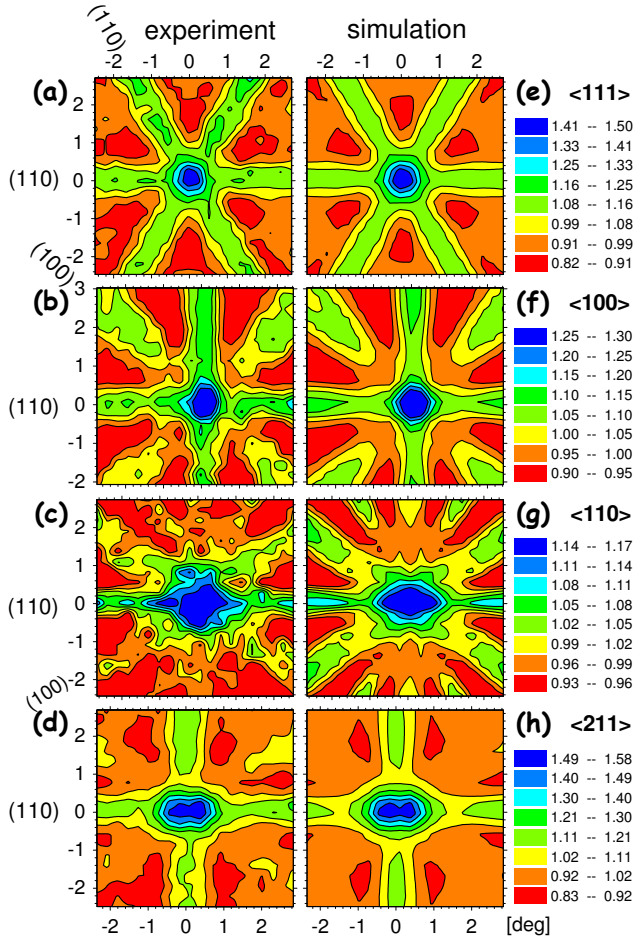 experiment simulation
(110)
-2 0 2 -2 0 2
(a) (e) <111>
2
1
(110) 0
-1
-2
1.41 -- 1.50
1.33 -- 1.41
1.25 -- 1.33
1.16 -- 1.25
1.08 -- 1.16
0.99 -- 1.08
0.91 -- 0.99
0.82 -- 0.91
(100)
(b) (f) <100>
3
2
1
(110) 0
-1
-2
1.25 -- 1.30
1.20 -- 1.25
1.15 -- 1.20
1.10 -- 1.15
1.05 -- 1.10
1.00 -- 1.05
0.95 -- 1.00
0.90 -- 0.95
(c) (g) <110>
2
1
(110) 0
-1
-2
1.14 -- 1.17
1.11 -- 1.14
1.08 -- 1.11
1.05 -- 1.08
1.02 -- 1.05
0.99 -- 1.02
0.96 -- 0.99
0.93 -- 0.96
(100)
(d) (h) <211>
2
1
(110) 0
-1
-2
1.49 -- 1.58
1.40 -- 1.49
1.30 -- 1.40
1.21 -- 1.30
1.11 -- 1.21
1.02 -- 1.11
0.92 -- 1.02
0.83 -- 0.92
-2 0 2 -2 0 2 [deg]